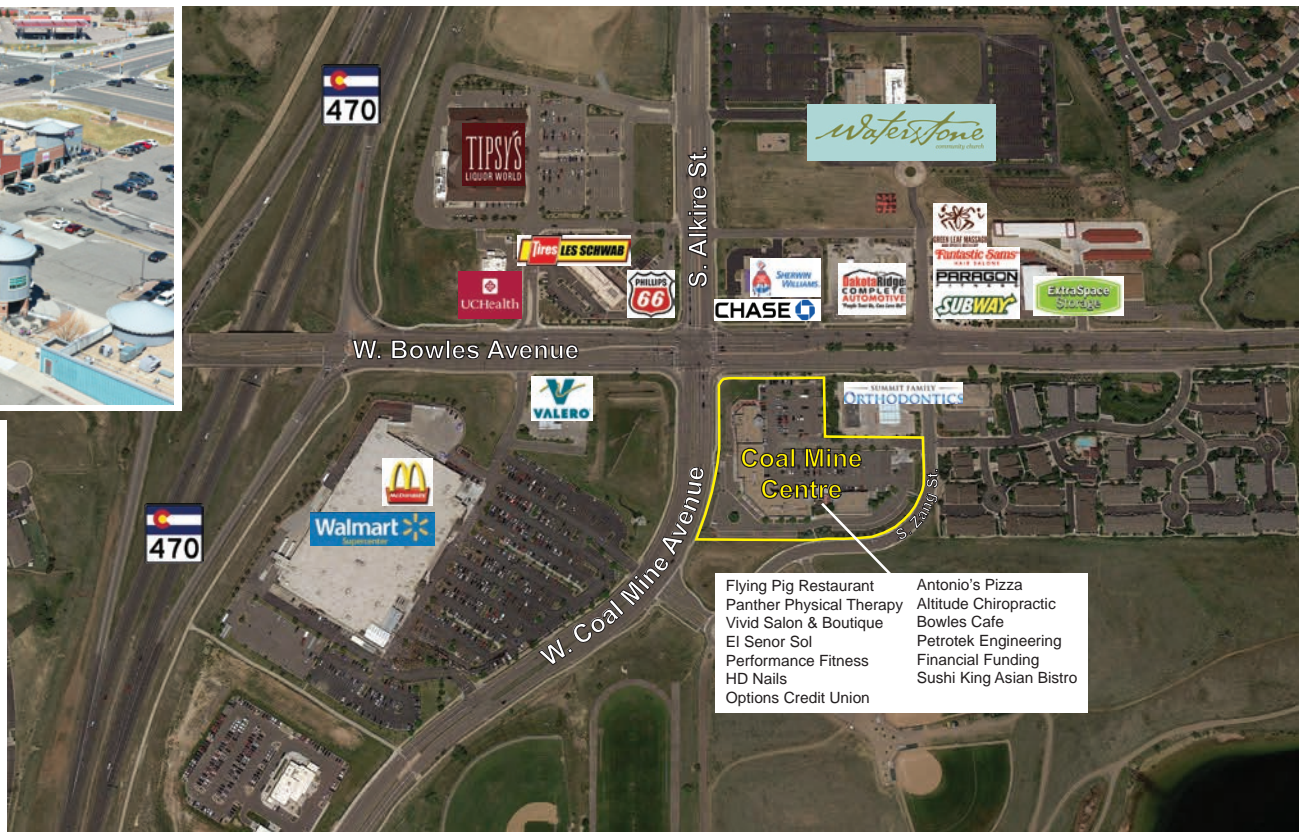 470
TIPSY'S
LIQUOR WORLD
Waterstone
community church
S. Alkire St.
Tires LES SCHWAB
UCHealth
PHILLIPS
66
SHERWIN
WILLIAMS.
CHASE
DakotaRidge
COMPLETE
AUTOMOTIVE
GREEN LEAF MASSAGE
Fantastic Sams
HAIR SALONS
PARAGON
SUBWAY
ExtraSpace
Storage
W. Bowles Avenue
VALERO
SUMMIT FAMILY
ORTHODONTICS
Coal Mine
Centre
S. Zang St.
McDonald's
Walmart
Supercenter
470
W. Coal Mine Avenue
Flying Pig Restaurant
Panther Physical Therapy
Vivid Salon & Boutique
El Senor Sol
Performance Fitness
HD Nails
Options Credit Union
Antonio's Pizza
Altitude Chiropractic
Bowles Cafe
Petrotek Engineering
Financial Funding
Sushi King Asian Bistro